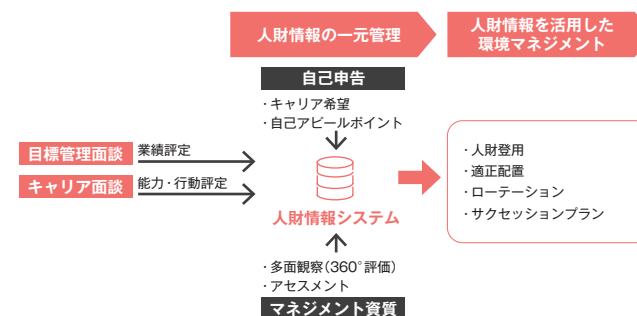 人財情報の一元管理
人財情報を活用した
環境マネジメント
自己申告
・キャリア希望
・自己アピールポイント
目標管理面談
業績評定
キャリア面談
能力・行動評定
人財情報システム
・人財登用
・適正配置
・ローテーション
・サクセッションプラン
・多面観察(360°評価)
・アセスメント
マネジメント資質